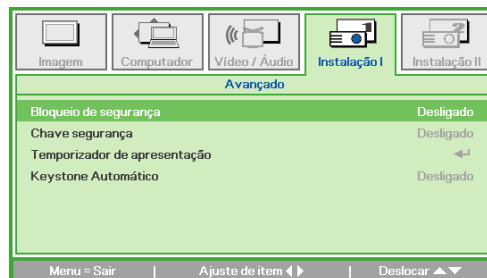 Imagem Computador Vídeo / Áudio Instalação I Instalação II
Avançado
Bloqueio de segurança Desligado
Chave segurança Desligado
Temporizador de apresentação
Keystone Automático Desligado
Menu = Sair | Ajuste de item | Deslocar